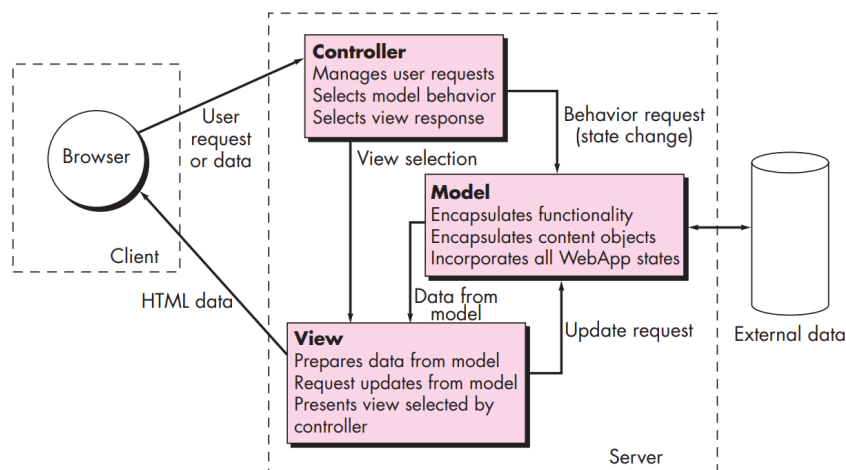 Controller
Manages user requests
Selects model behavior
Selects view response
User
request
or data
Browser
Client
Behavior request
(state change)
View selection
Model
Encapsulates functionality
Encapsulates content objects
Incorporates all WebApp states
HTML data
Data from
model
Update request
External data
View
Prepares data from model
Request updates from model
Presents view selected by
controller
Server